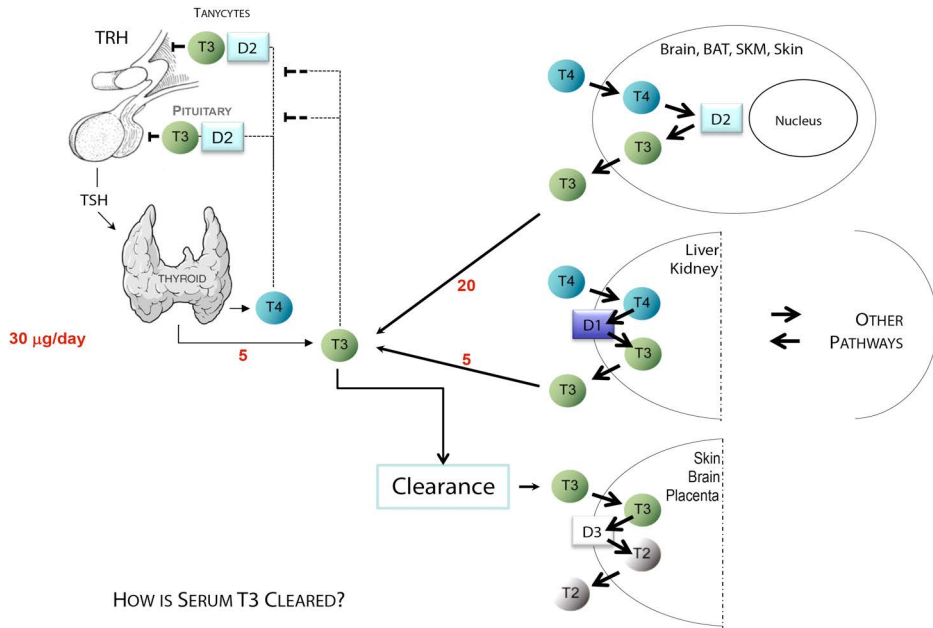 TANYCYTES
TRH
T3
D2
PITUITARY
T3
D2
TSH
THYROID
T4
30 μg/day
5
T3
20
5
Brain, BAT, SKM, Skin
T4
T4
D2
Nucleus
T3
T3
Liver
Kidney
T4
T4
D1
T3
T3
OTHER
PATHWAYS
Clearance
Skin
Brain
Placenta
T3
T3
D3
T2
T2
HOW IS SERUM T3 CLEARED?